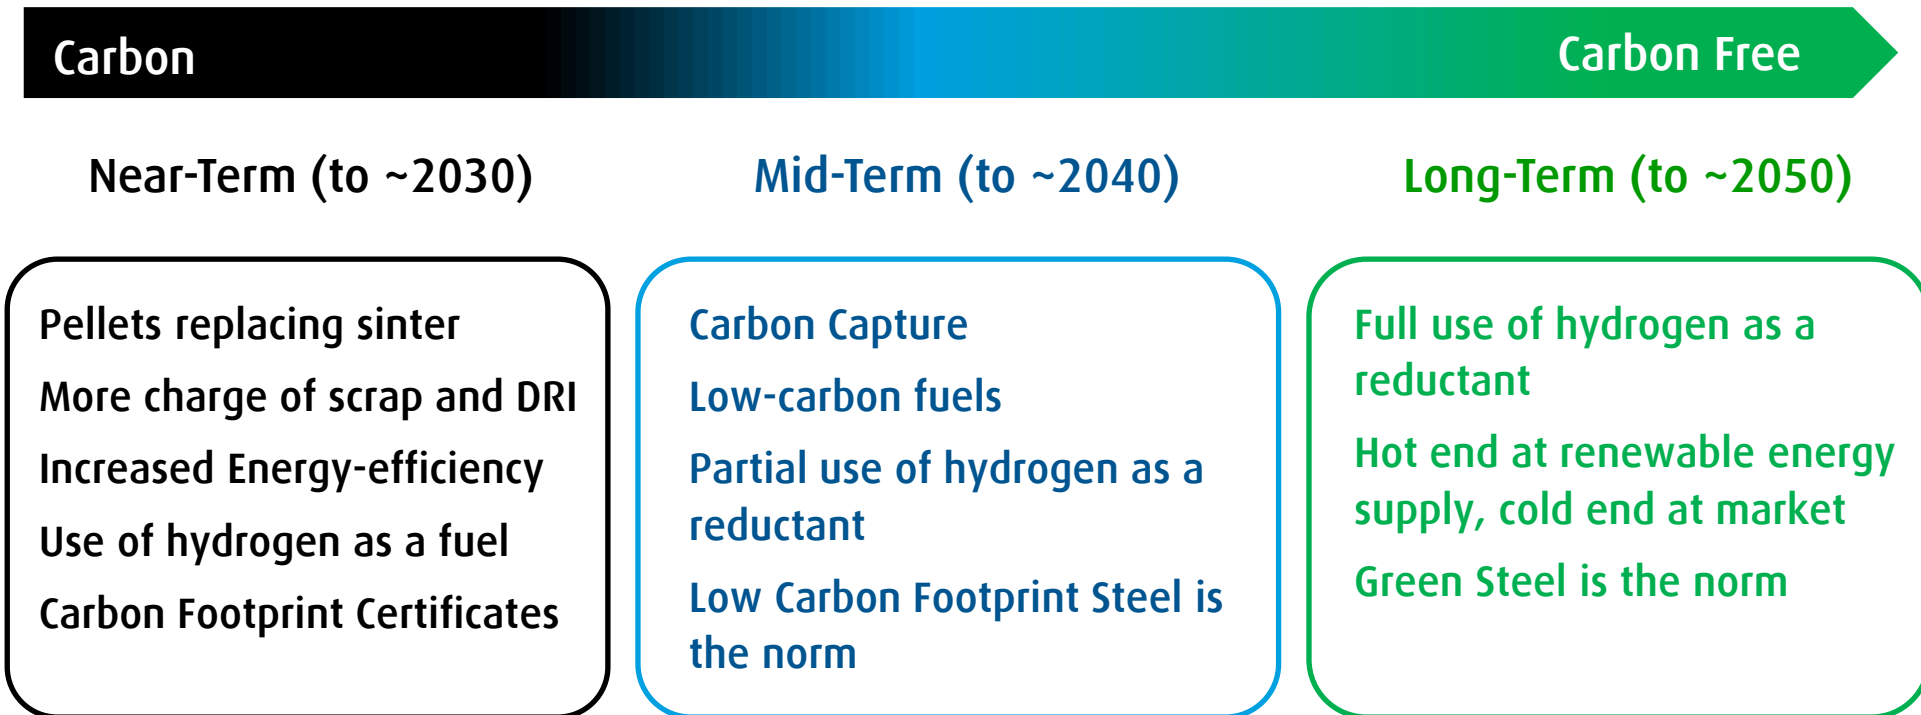 Carbon
Carbon Free
Near-Term (to ~2030)
Mid-Term (to ~2040)
Long-Term (to ~2050)
Pellets replacing sinter
More charge of scrap and DRI
Increased Energy-efficiency
Use of hydrogen as a fuel
Carbon Footprint Certificates
Carbon Capture
Low-carbon fuels
Partial use of hydrogen as a
reductant
Low Carbon Footprint Steel is
the norm
Full use of hydrogen as a
reductant
Hot end at renewable energy
supply, cold end at market
Green Steel is the norm